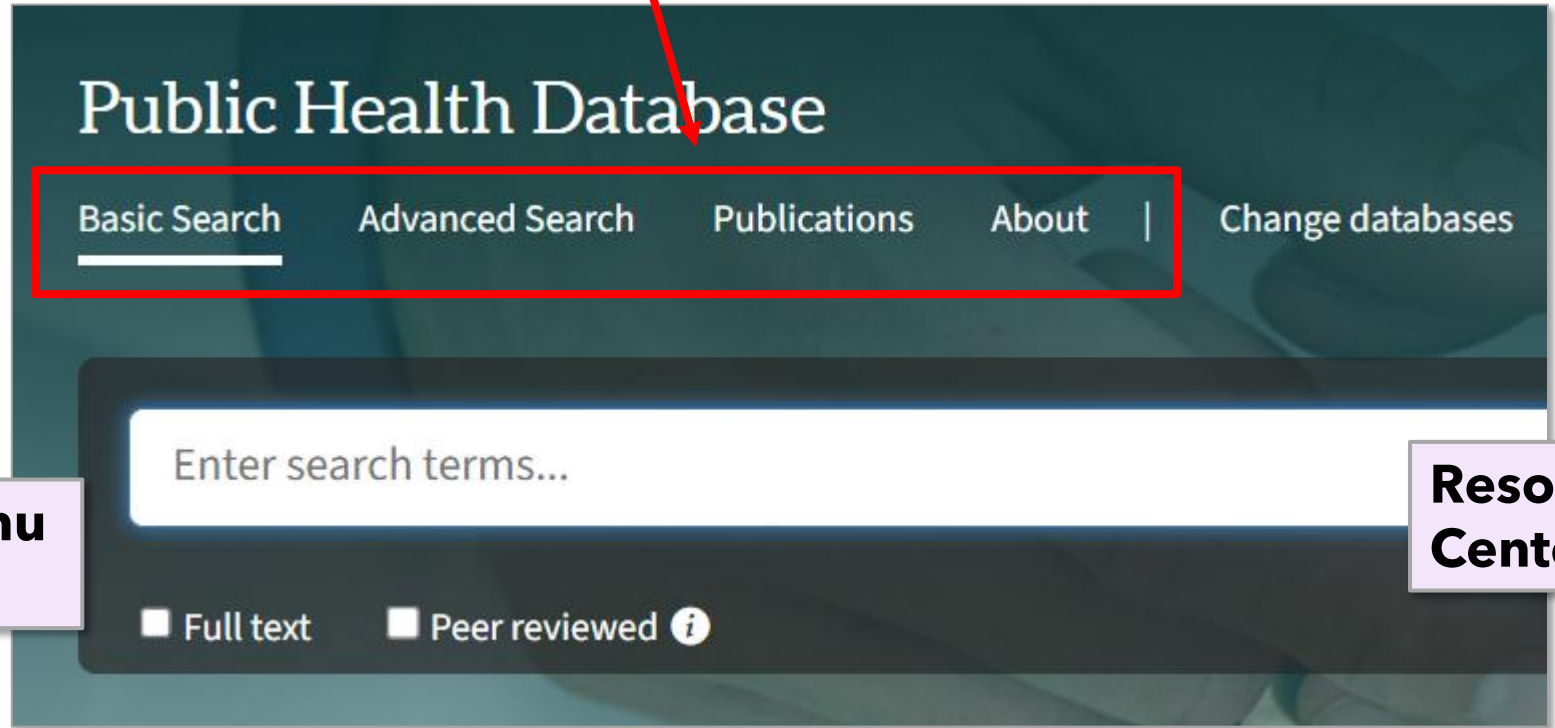 Public Health Database
Basic Search Advanced Search Publications About | Change databases
Enter search terms...
Full text Peer reviewed i